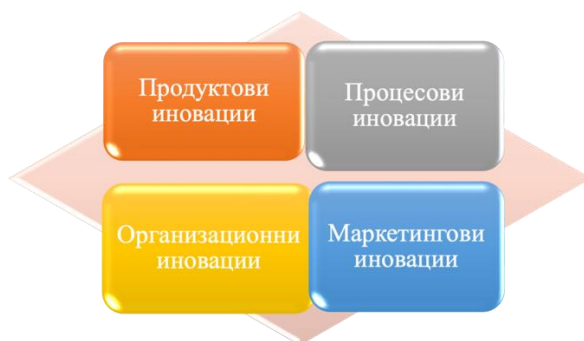 Продуктови
иновации
Процесови
иновации
Организационни
иновации
Маркетингови
иновации